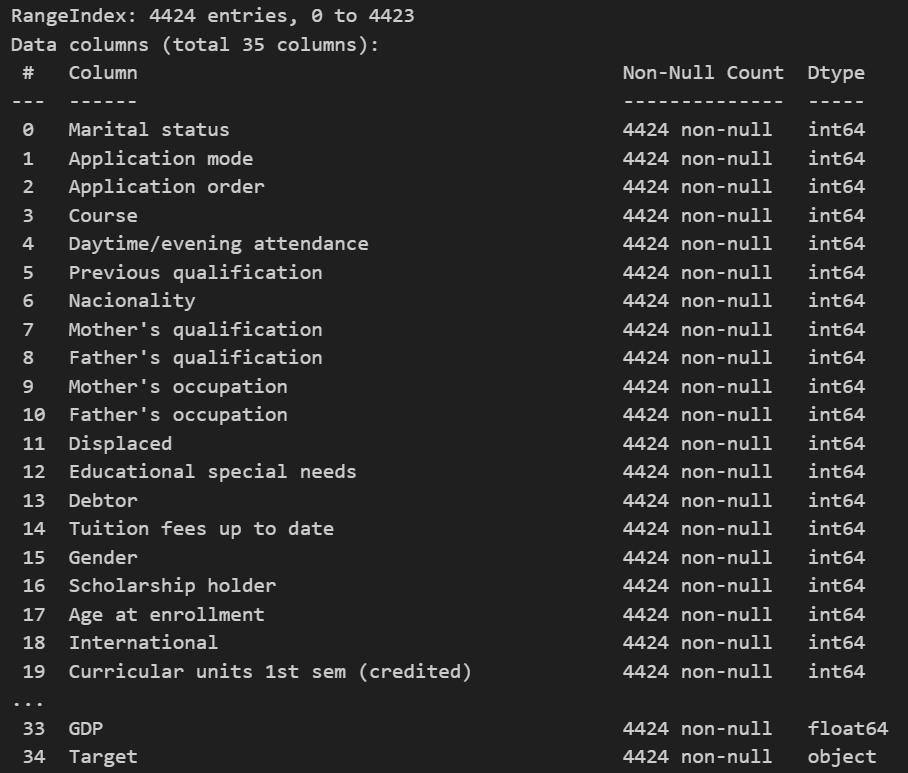 RangeIndex: 4424 entries, 0 to 4423
Data columns (total 35 columns):
 #   Column                                          Non-Null Count  Dtype
---  ------                                          --------------  -----
 0   Marital status                                  4424 non-null   int64
 1   Application mode                                4424 non-null   int64
 2   Application order                               4424 non-null   int64
 3   Course                                          4424 non-null   int64
 4   Daytime/evening attendance                      4424 non-null   int64
 5   Previous qualification                          4424 non-null   int64
 6   Nacionality                                     4424 non-null   int64
 7   Mother's qualification                          4424 non-null   int64
 8   Father's qualification                          4424 non-null   int64
 9   Mother's occupation                             4424 non-null   int64
 10  Father's occupation                             4424 non-null   int64
 11  Displaced                                       4424 non-null   int64
 12  Educational special needs                       4424 non-null   int64
 13  Debtor                                          4424 non-null   int64
 14  Tuition fees up to date                         4424 non-null   int64
 15  Gender                                          4424 non-null   int64
 16  Scholarship holder                              4424 non-null   int64
 17  Age at enrollment                               4424 non-null   int64
 18  International                                   4424 non-null   int64
 19  Curricular units 1st sem (credited)             4424 non-null   int64
...
 33  GDP                                             4424 non-null   float64
 34  Target                                          4424 non-null   object